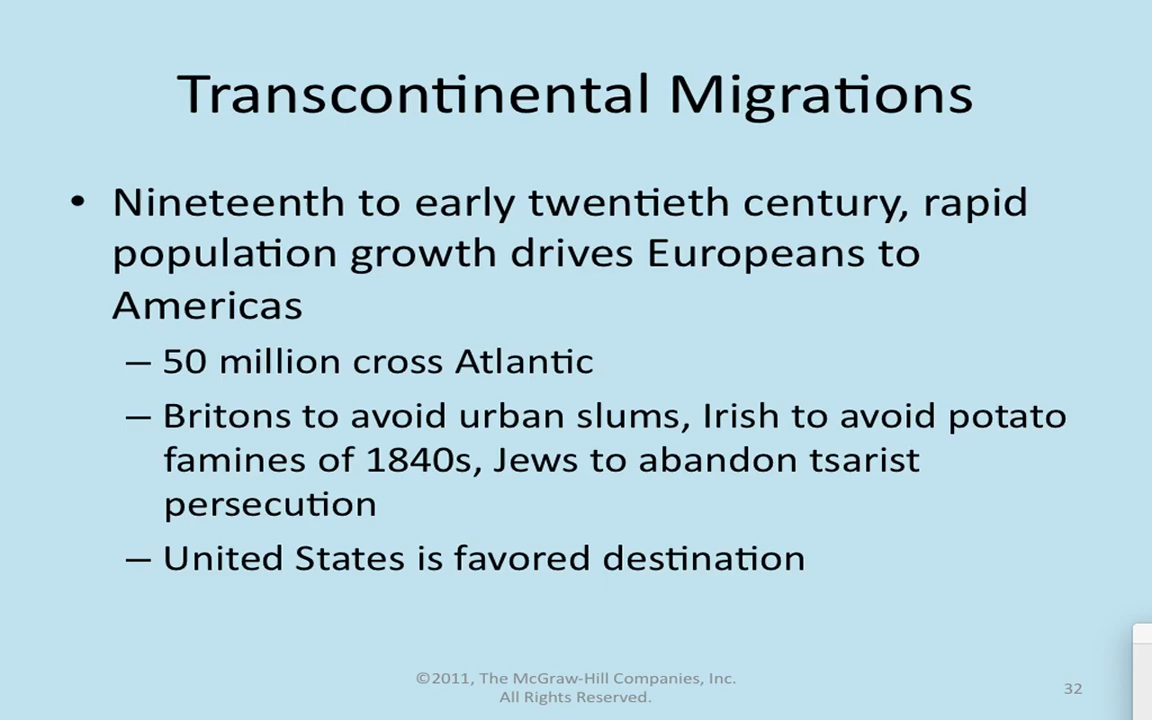 Transcontinental Migrations
• Nineteenth to early twentieth century, rapid
population growth drives Europeans to
Americas
– 50 million cross Atlantic
– Britons to avoid urban slums, Irish to avoid potato
famines of 1840s, Jews to abandon tsarist
persecution
– United States is favored destination
©2011, The McGraw-Hill Companies, Inc.
All Rights Reserved.
32